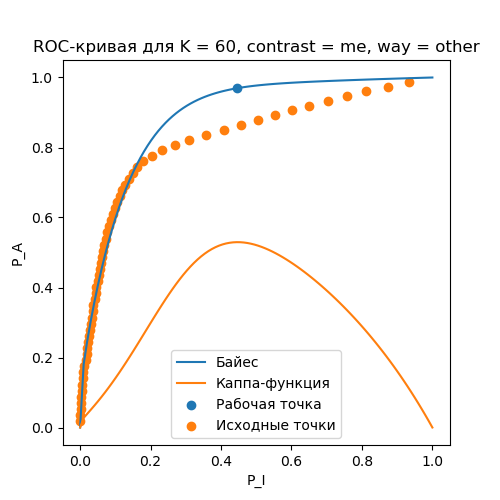 ROC-кривая для K = 60, contrast = me, way = other
P_A
1.0
0.8
0.6
0.4
0.2
0.0
Байес
Каппа-функция
Рабочая точка
Исходные точки
0.0 0.2 0.4 0.6 0.8 1.0
P_I